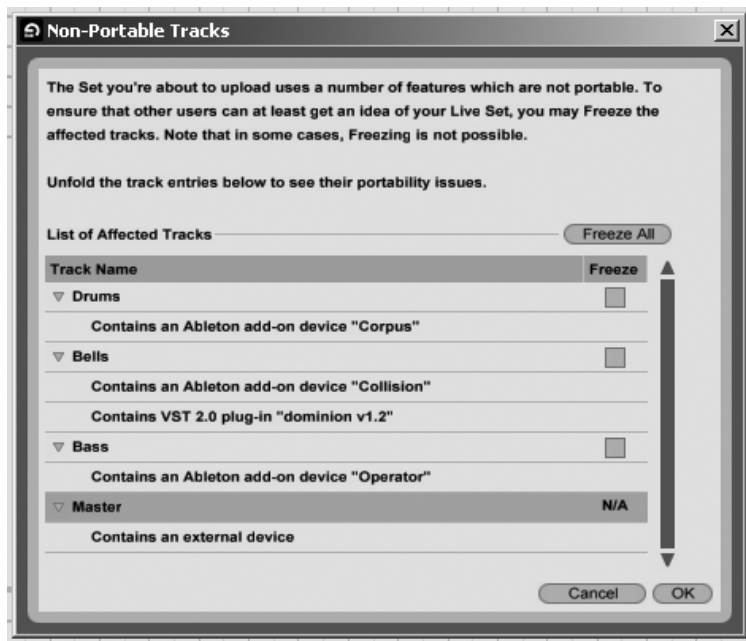 Non-Portable Tracks
The Set you're about to upload uses a number of features which are not portable. To
ensure that other users can at least get an idea of your Live Set, you may Freeze the
affected tracks. Note that in some cases, Freezing is not possible.
Unfold the track entries below to see their portability issues.
List of Affected Tracks Freeze All
Track Name Freeze
Drums
Contains an Ableton add-on device "Corpus"
Bells
Contains an Ableton add-on device "Collision"
Contains VST 2.0 plug-in "dominion v1.2"
Bass
Contains an Ableton add-on device "Operator"
Master N/A
Contains an external device
Cancel OK